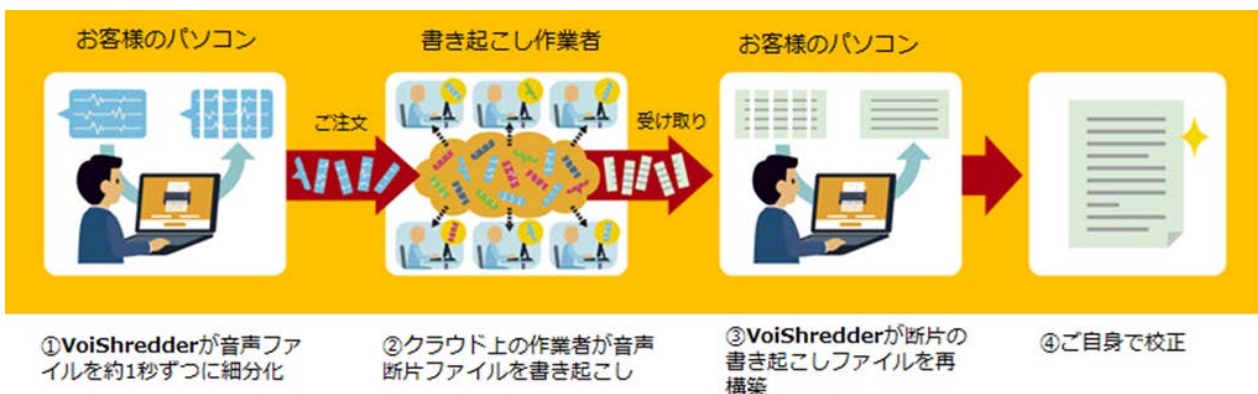 お客様のパソコン
書き起こし作業者
お客様のパソコン
ご注文
受け取り
①VoiShredderが音声ファ
イルを約1秒ずつに細分化
②クラウド上の作業者が音声
断片ファイルを書き起こし
③VoiShredderが断片の
書き起こしファイルを再
構築
④ご自身で校正